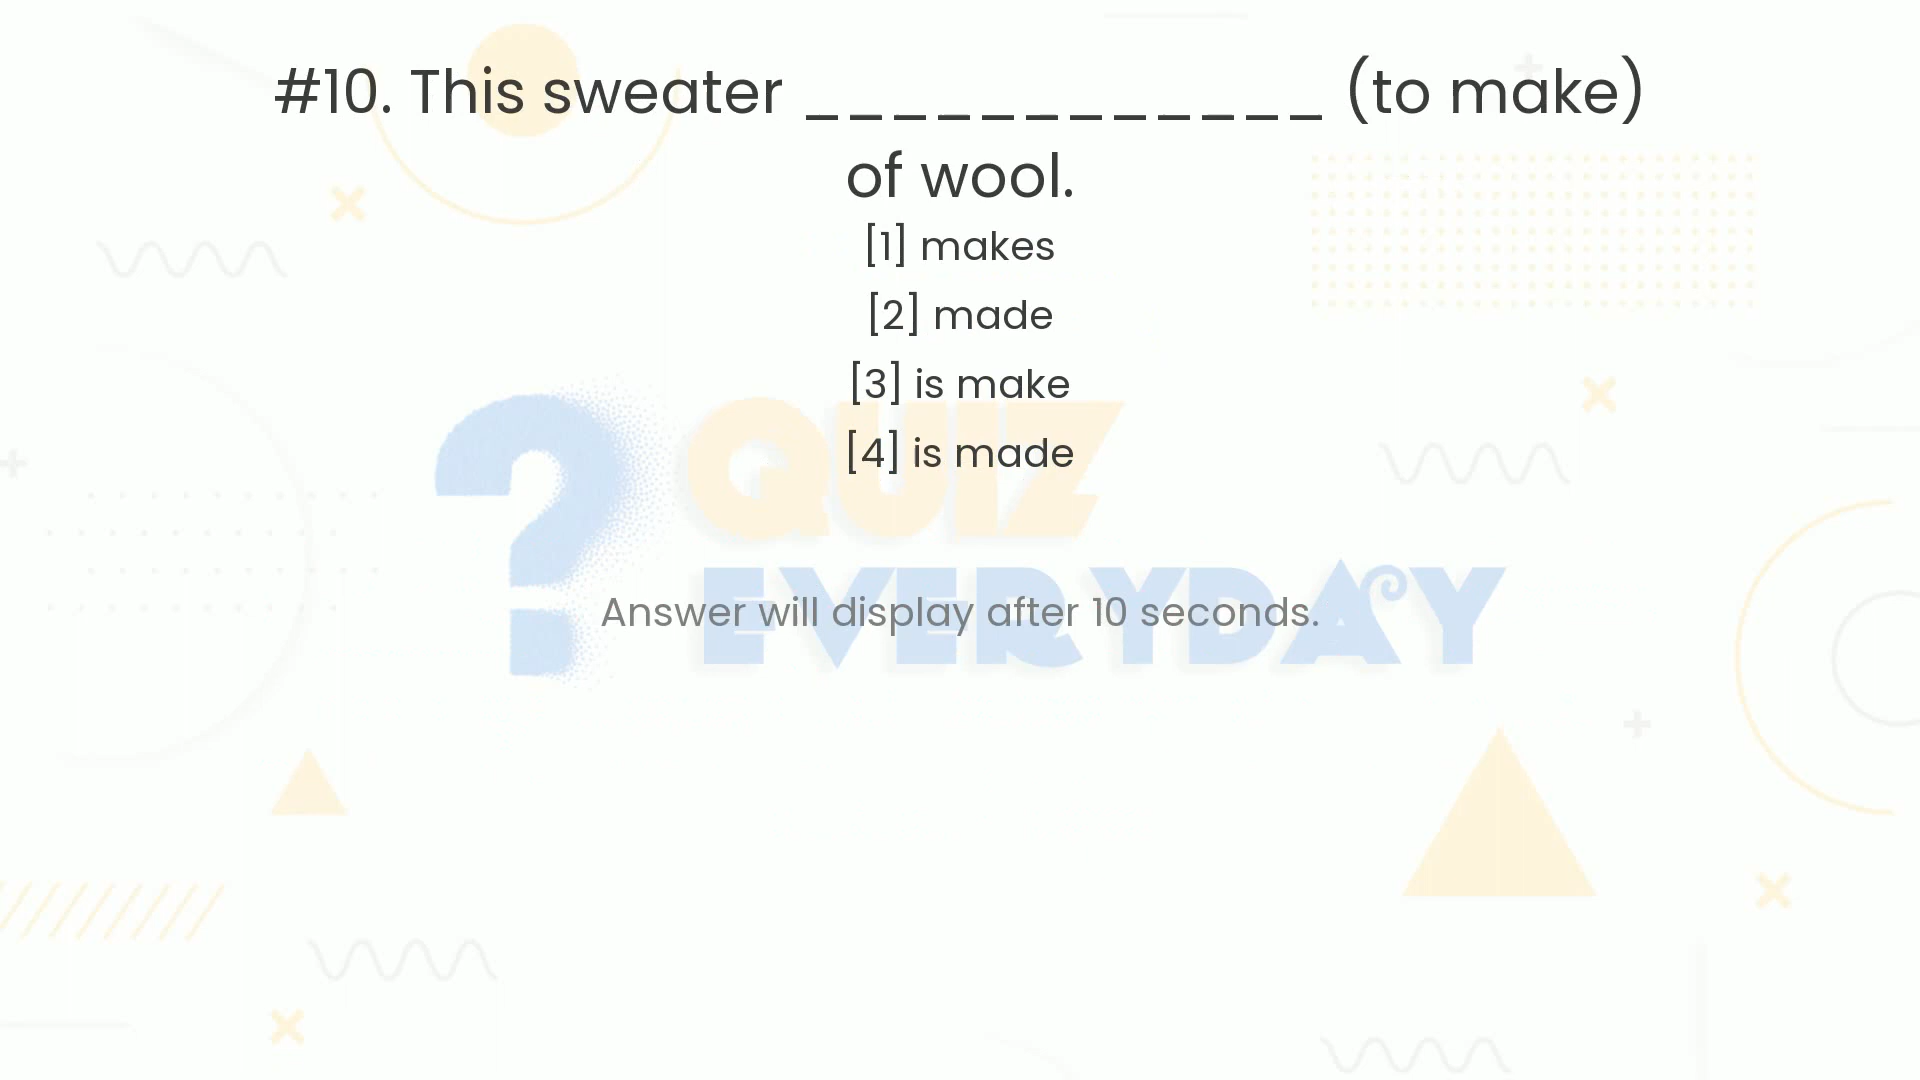 #10. This sweater _ _ _ _ _ _ _ _ _ _ _ _ (to make)
of wool.
[1] makes
[2] made
[3] is make
[4] is made
QUIZ
EVERYDAY
Answer will display after 10 seconds.
?